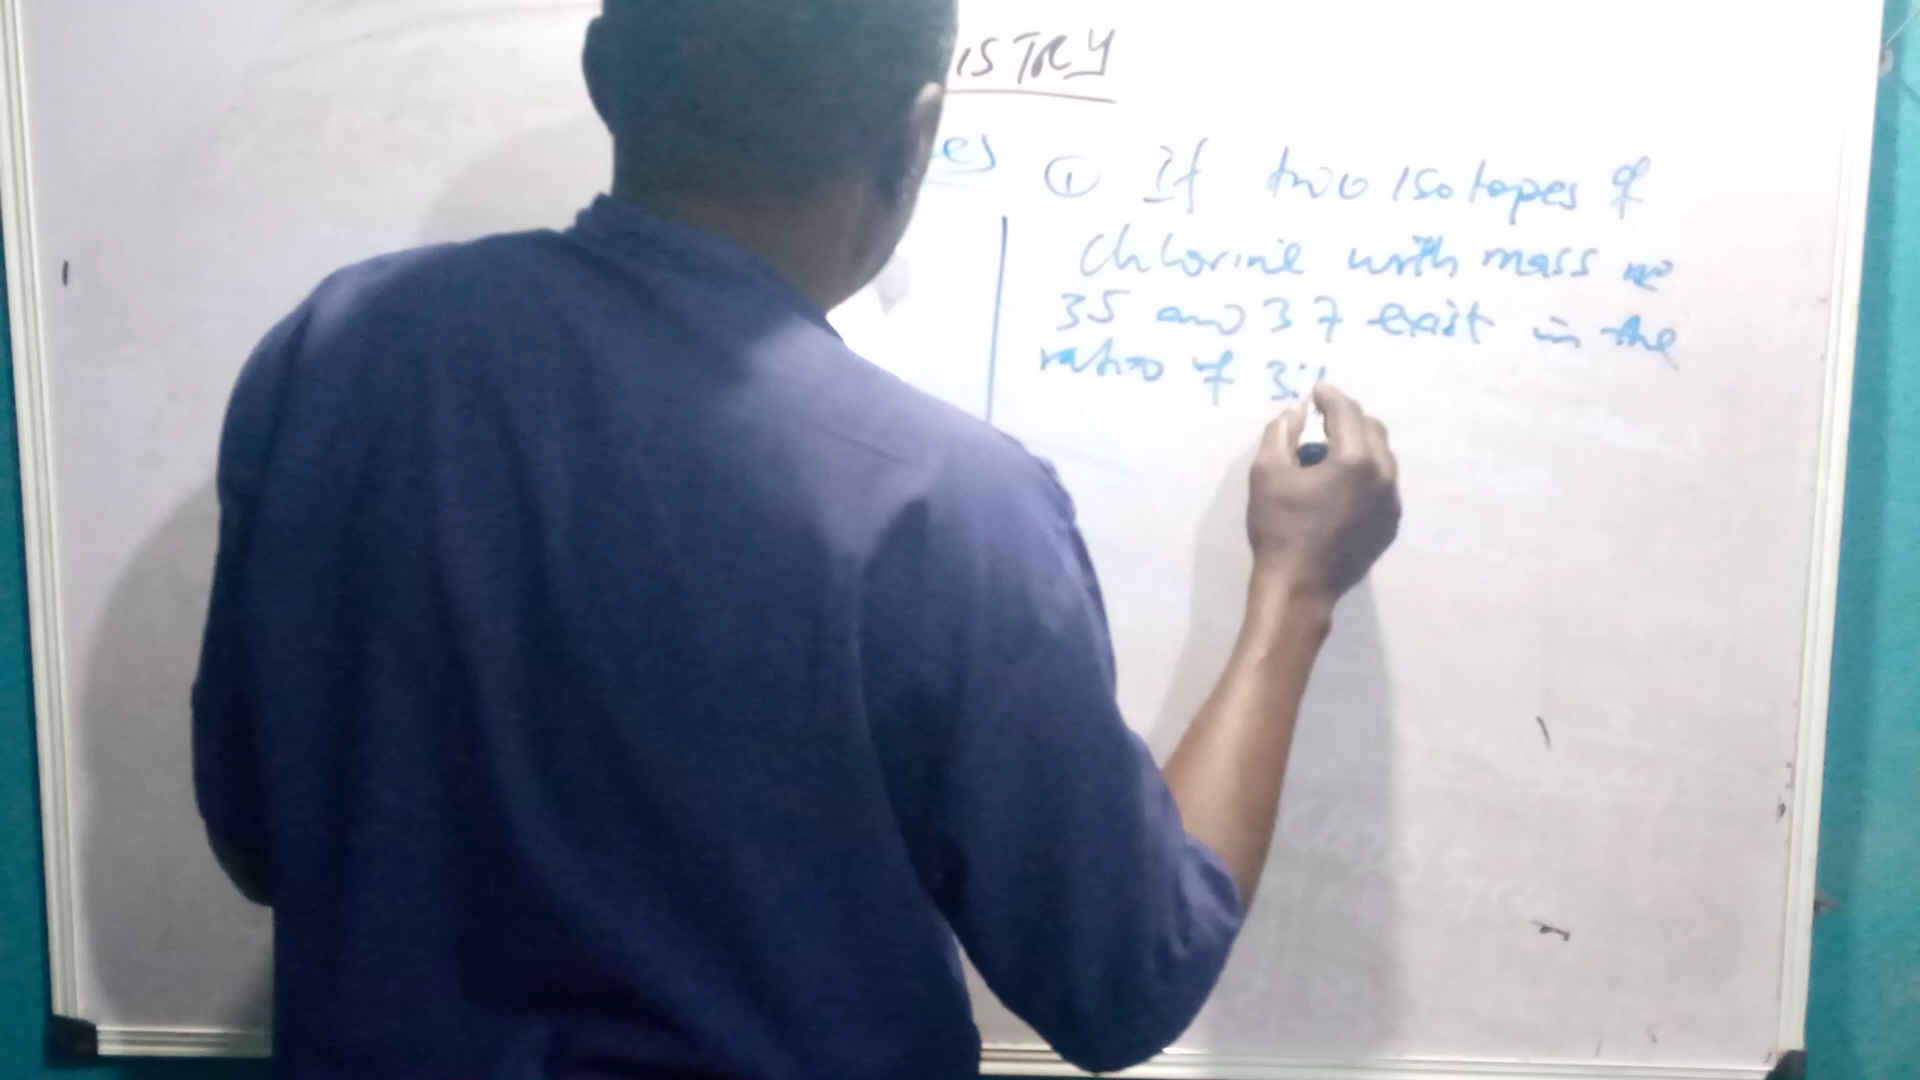 ISTRY
es
① If two isotopes of
chlorine with mass no
35 and 37 exist in the
ratio of 3:1